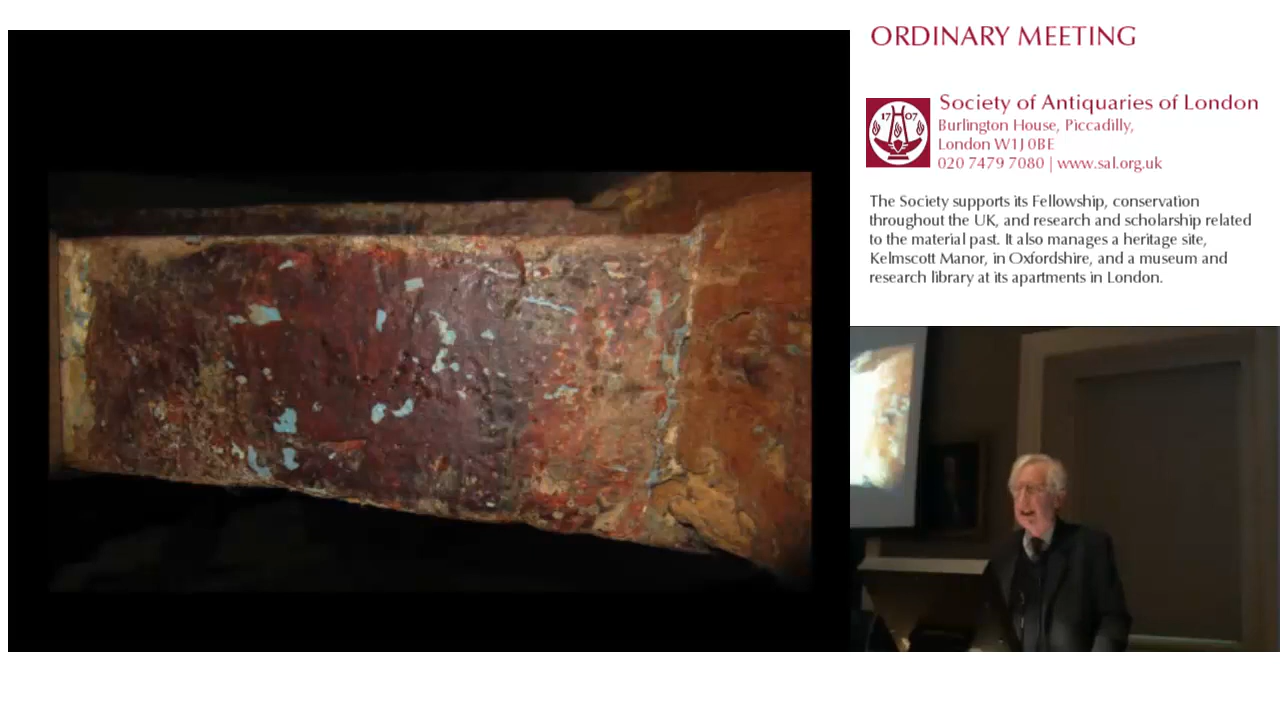 ORDINARY MEETING
Society of Antiquaries of London
Burlington House, Piccadilly,
London W1J 0BE
020 7479 7080 | www.sal.org.uk
17 07
The Society supports its Fellowship, conservation
throughout the UK, and research and scholarship related
to the material past. It also manages a heritage site,
Kelmscott Manor, in Oxfordshire, and a museum and
research library at its apartments in London.